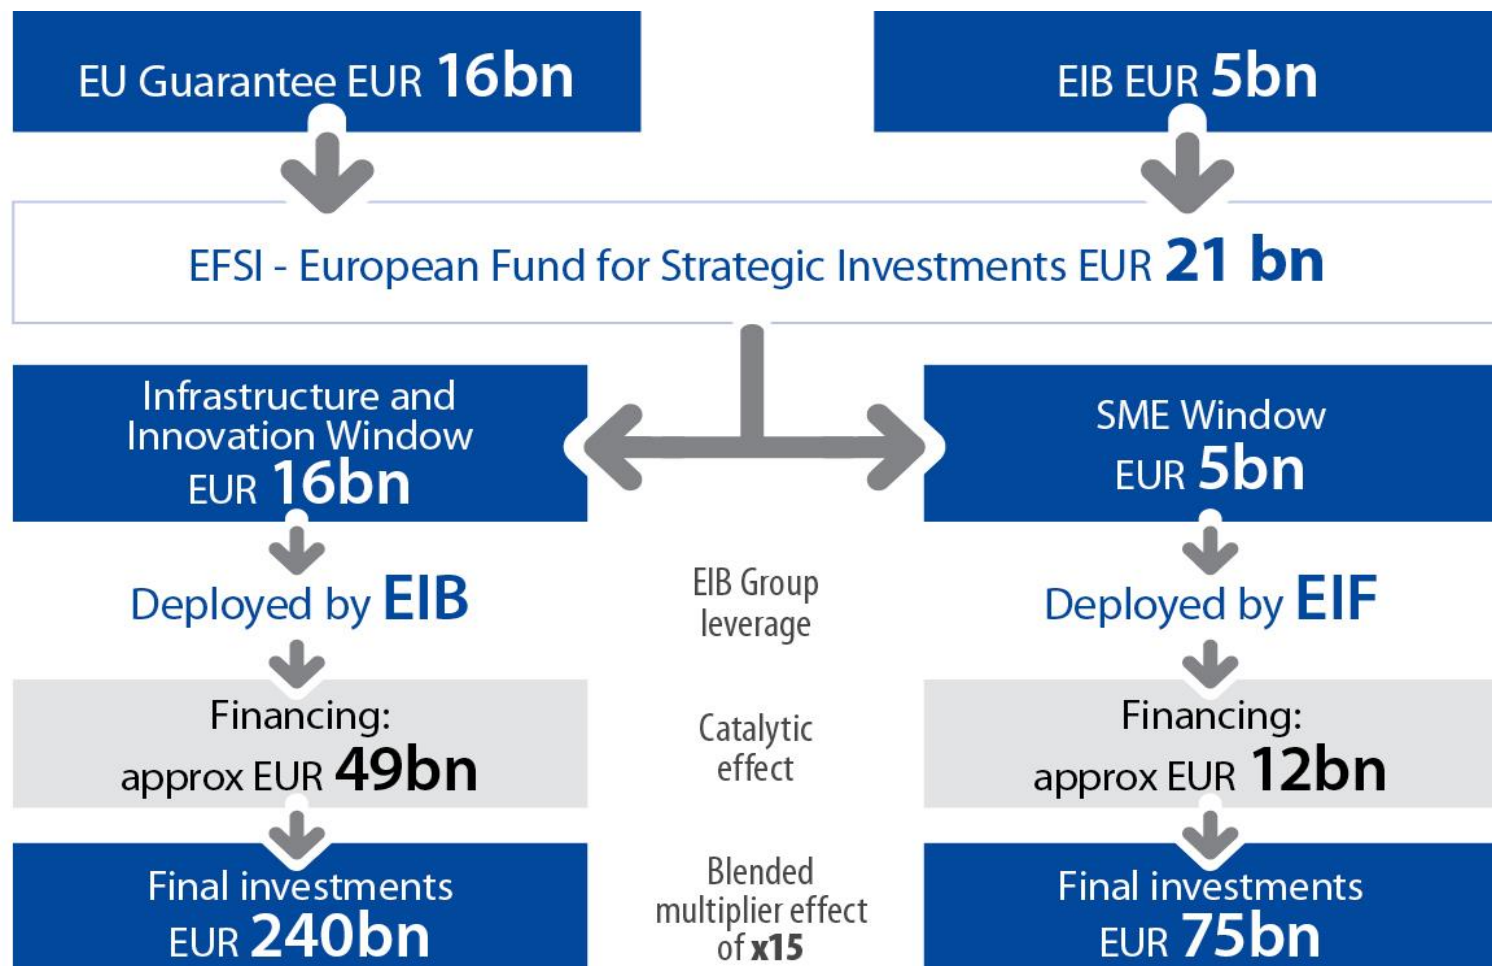 EU Guarantee EUR 16bn
EIB EUR 5bn
EFSI - European Fund for Strategic Investments EUR 21 bn
Infrastructure and
Innovation Window
EUR 16bn
SME Window
EUR 5bn
Deployed by EIB
EIB Group
leverage
Deployed by EIF
Financing:
approx EUR 49bn
Catalytic
effect
Financing:
approx EUR 12bn
Final investments
EUR 240bn
Blended
multiplier effect
of x15
Final investments
EUR 75bn